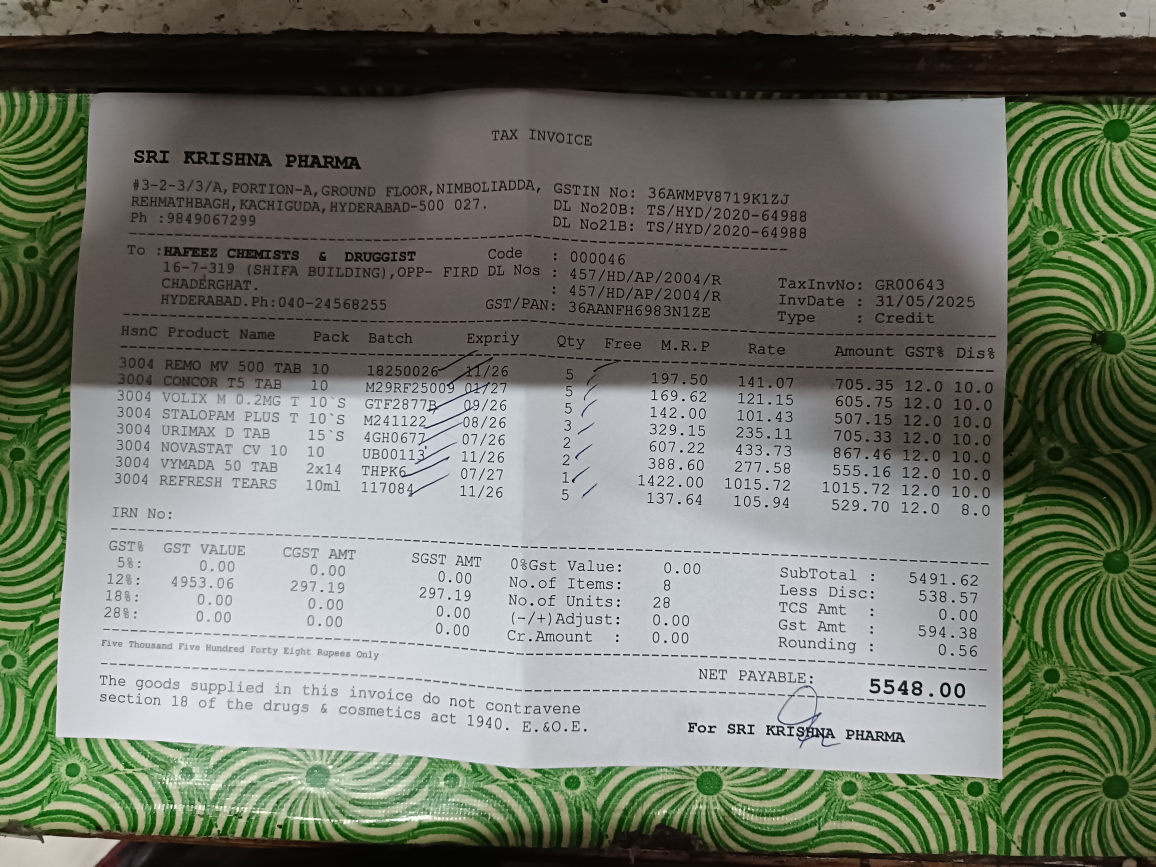 TAX INVOICE
SRI KRISHNA PHARMA
#3-2-3/3/A,PORTION-A,GROUND FLOOR,NIMBOLIADDA, GSTIN No: 36AWMPV8719K1ZJ
REHMATHBAGH,KACHIGUDA,HYDERABAD-500 027. DL No20B: TS/HYD/2020-64988
Ph :9849067299 DL No21B: TS/HYD/2020-64988
To :HAFEEZ CHEMISTS & DRUGGIST Code : 000046
16-7-319 (SHIFA BUILDING),OPP- FIRD DL Nos : 457/HD/AP/2004/R TaxInvNo: GR00643
CHADERGHAT. : 457/HD/AP/2004/R InvDate : 31/05/2025
HYDERABAD.Ph:040-24568255 GST/PAN: 36AANFH6983N1ZE Type : Credit
HsnC Product Name Pack Batch Expriy Qty Free M.R.P Rate Amount GST% Dis%
3004 REMO MV 500 TAB 10 18250026 11/26 5 197.50 141.07 705.35 12.0 10.0
3004 CONCOR T5 TAB 10 M29RF25009 01/27 5 169.62 121.15 605.75 12.0 10.0
3004 VOLIX M 0.2MG T 10`S GTF2877B 09/26 5 142.00 101.43 507.15 12.0 10.0
3004 STALOPAM PLUS T 10`S M241122 08/26 3 329.15 235.11 705.33 12.0 10.0
3004 URIMAX D TAB 15`S 4GH0677 07/26 2 607.22 433.73 867.46 12.0 10.0
3004 NOVASTAT CV 10 10 UB00113 11/26 2 388.60 277.58 555.16 12.0 10.0
3004 VYMADA 50 TAB 2x14 THPK6 07/27 1 1422.00 1015.72 1015.72 12.0 10.0
3004 REFRESH TEARS 10ml 117084 11/26 5 137.64 105.94 529.70 12.0 8.0
IRN No:
GST% GST VALUE CGST AMT SGST AMT 0%Gst Value: 0.00 SubTotal : 5491.62
5%: 0.00 0.00 0.00 No.of Items: 8 Less Disc: 538.57
12%: 4953.06 297.19 297.19 No.of Units: 28 TCS Amt : 0.00
18%: 0.00 0.00 0.00 (-/+)Adjust: 0.00 Gst Amt : 594.38
28%: 0.00 0.00 0.00 Cr.Amount : 0.00 Rounding : 0.56
Five Thousand Five Hundred Forty Eight Rupees Only
NET PAYABLE: 5548.00
The goods supplied in this invoice do not contravene
section 18 of the drugs & cosmetics act 1940. E.&O.E.
For SRI KRISHNA PHARMA